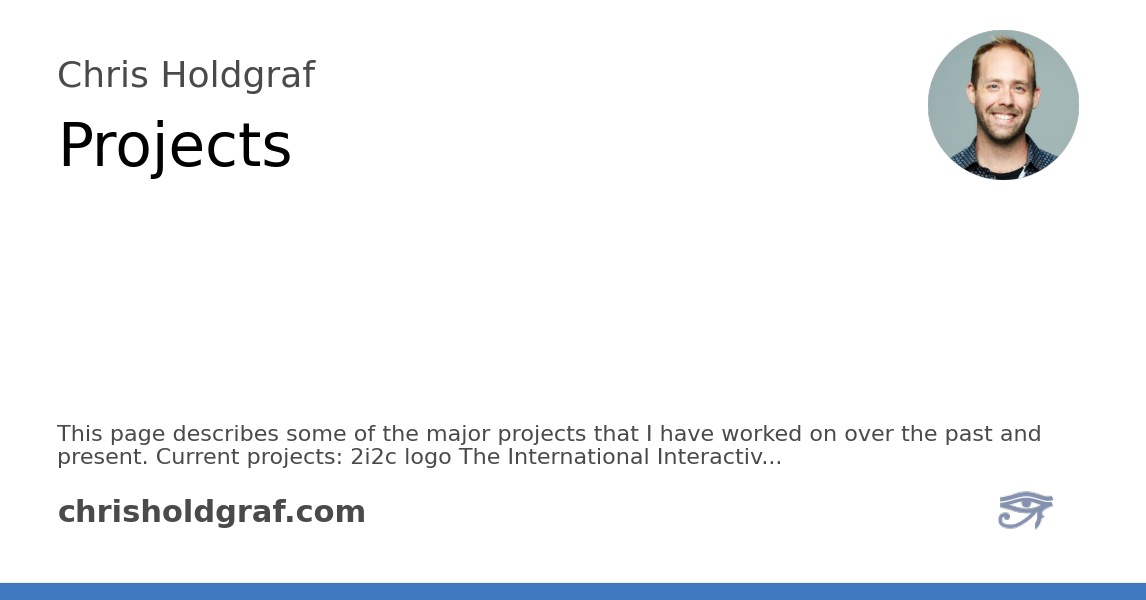 Chris Holdgraf
Projects
This page describes some of the major projects that I have worked on over the past and
present. Current projects: 2i2c logo The International Interactiv...
chrisholdgraf.com